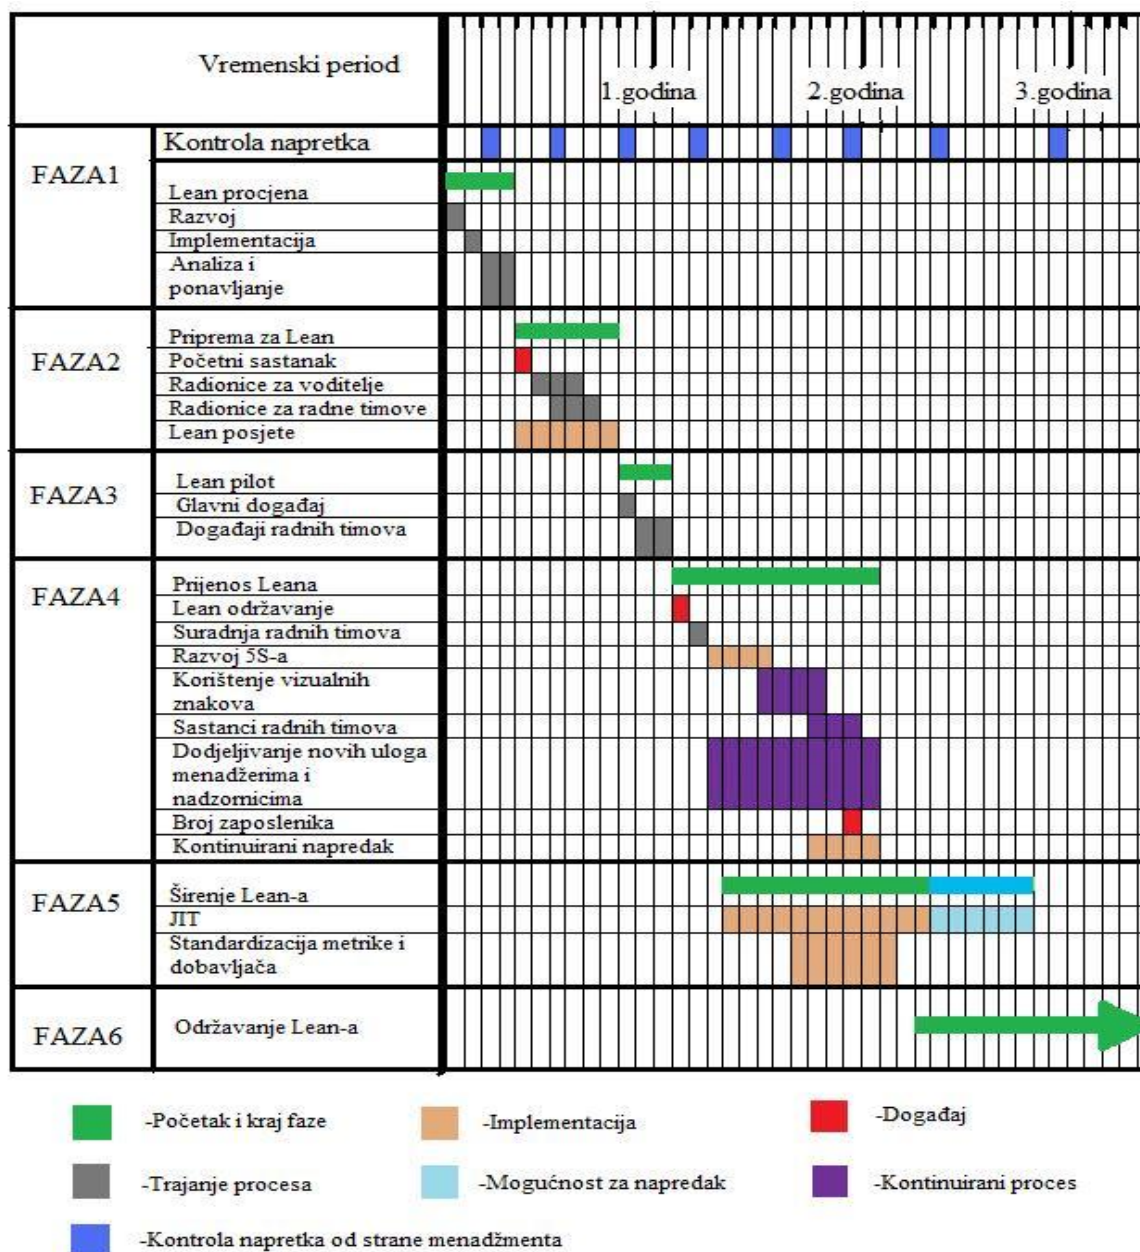 Vremenski period
1.godina
2.godina
3.godina
FAZA1
Kontrola napretka
Lean procjena
Razvoj
Implementacija
Analiza i
ponavljanje
FAZA2
Priprema za Lean
Početni sastanak
Radionice za voditelje
Radionice za radne timove
Lean posjete
FAZA3
Lean pilot
Glavni događaj
Događaji radnih timova
FAZA4
Prijenos Leana
Lean održavanje
Suradnja radnih timova
Razvoj 5S-a
Korištenje vizualnih
znakova
Sastanci radnih timova
Dodjeljivanje novih uloga
menadžerima i
nadzornicima
Broj zaposlenika
Kontinuirani napredak
FAZA5
Širenje Lean-a
JIT
Standardizacija metrike i
dobavljača
FAZA6
Održavanje Lean-a
-Početak i kraj faze
-Implementacija
-Događaj
-Trajanje procesa
-Mogućnost za napredak
-Kontinuirani proces
-Kontrola napretka od strane menadžmenta